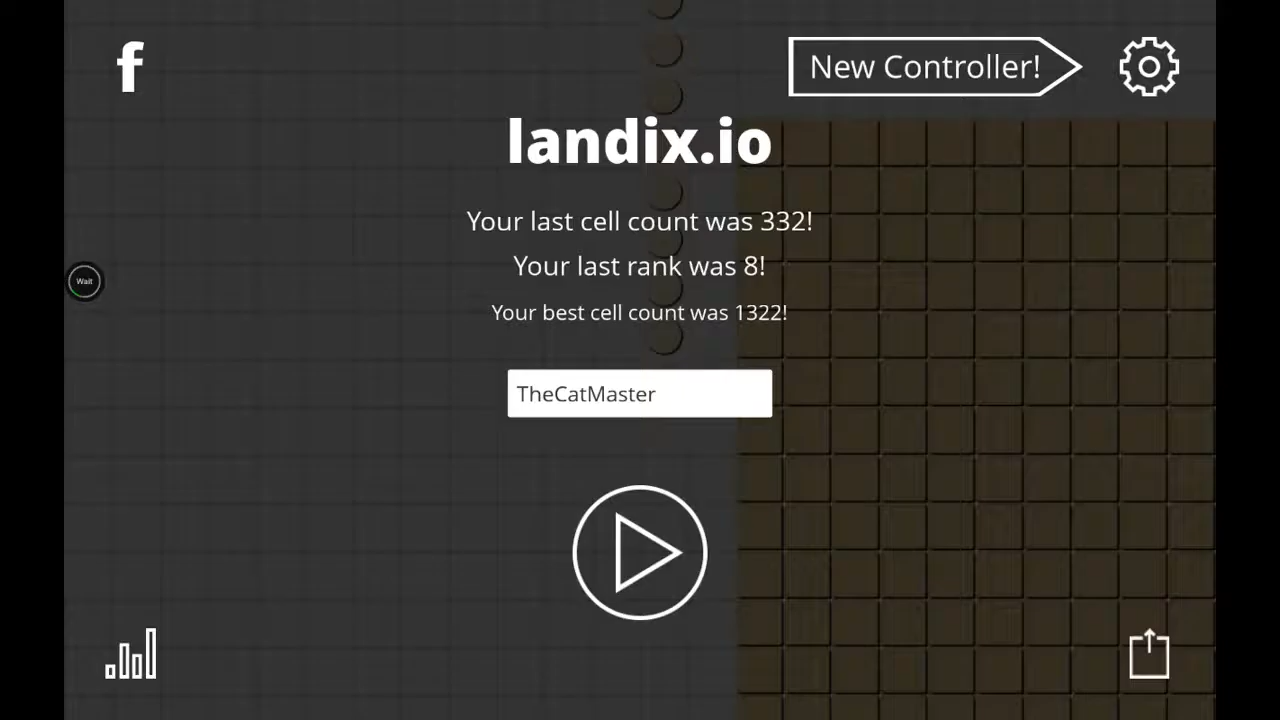 f
New Controller!
landix.io
Your last cell count was 332!
Your last rank was 8!
Wait
Your best cell count was 1322!
TheCatMaster